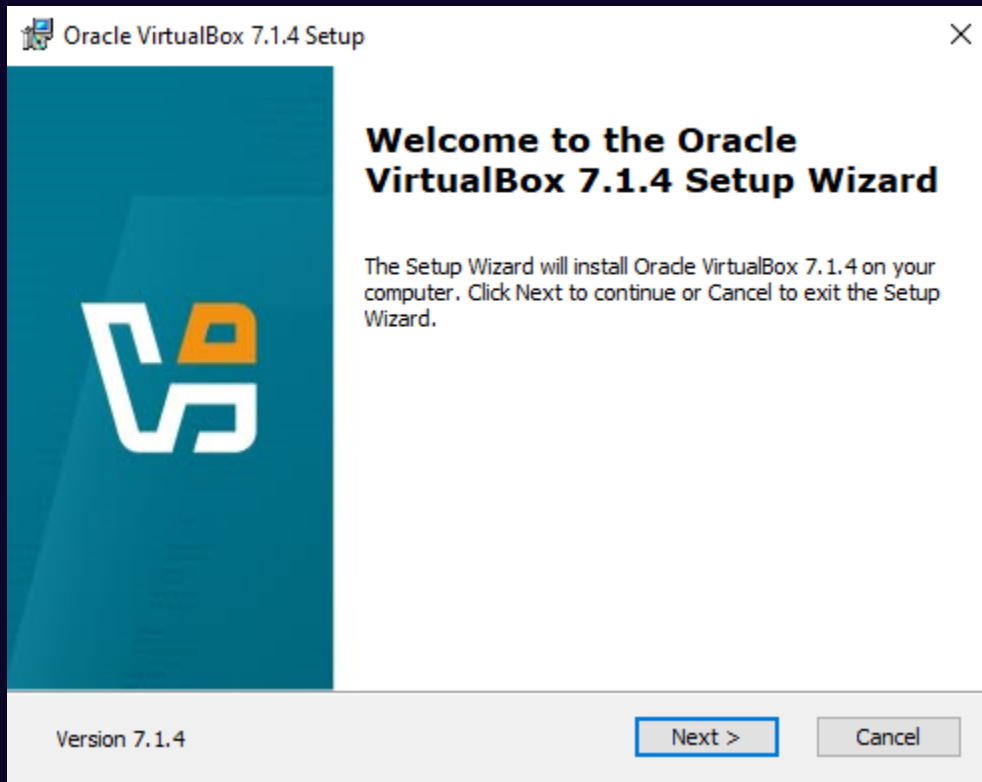 Oracle VirtualBox 7.1.4 Setup
Welcome to the Oracle
VirtualBox 7.1.4 Setup Wizard
The Setup Wizard will install Oracle VirtualBox 7.1.4 on your
computer. Click Next to continue or Cancel to exit the Setup
Wizard.
Version 7.1.4
Next >
Cancel